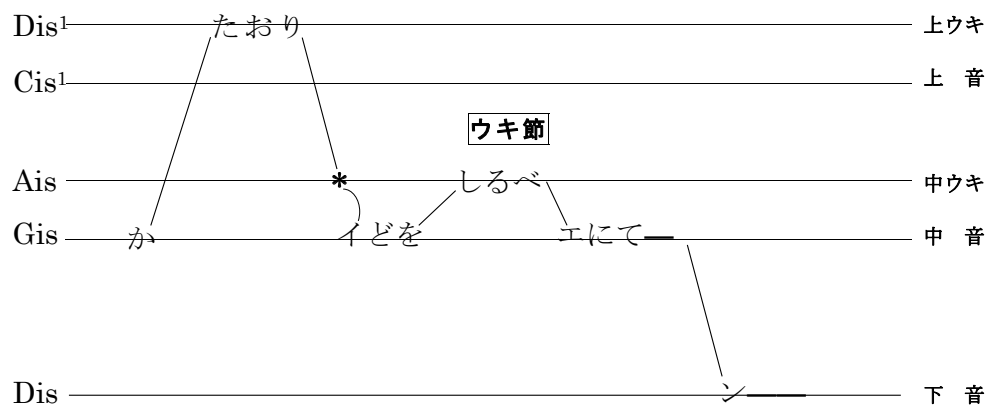 Dis¹ たおり 上ウキ
Cis¹ 上 音
ウキ節
Ais * しるべ 中ウキ
Gis か イどを エにて━ 中 音
Dis ン━━ 下 音